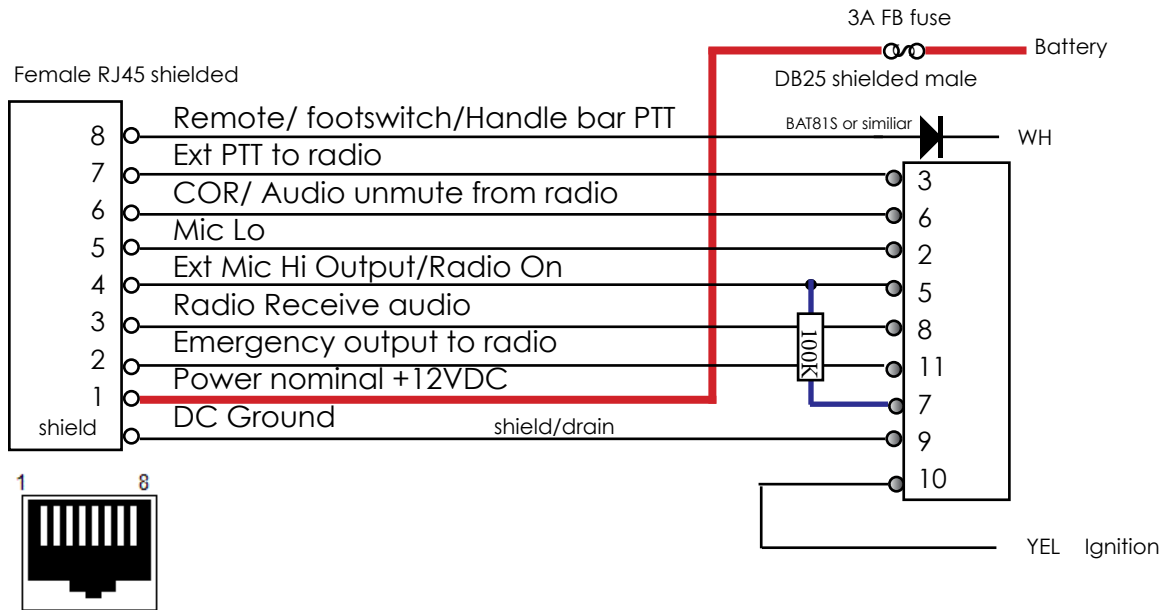 3A FB fuse
Battery
Female RJ45 shielded
DB25 shielded male
8 Remote/ footswitch/Handle bar PTT
BAT81S or similiar
WH
7 Ext PTT to radio
3
6 COR/ Audio unmute from radio
6
5 Mic Lo
2
4 Ext Mic Hi Output/Radio On
5
3 Radio Receive audio
8
2 Emergency output to radio
11
100K
1 Power nominal +12VDC
7
shield DC Ground
shield/drain
9
10
1 8
YEL Ignition